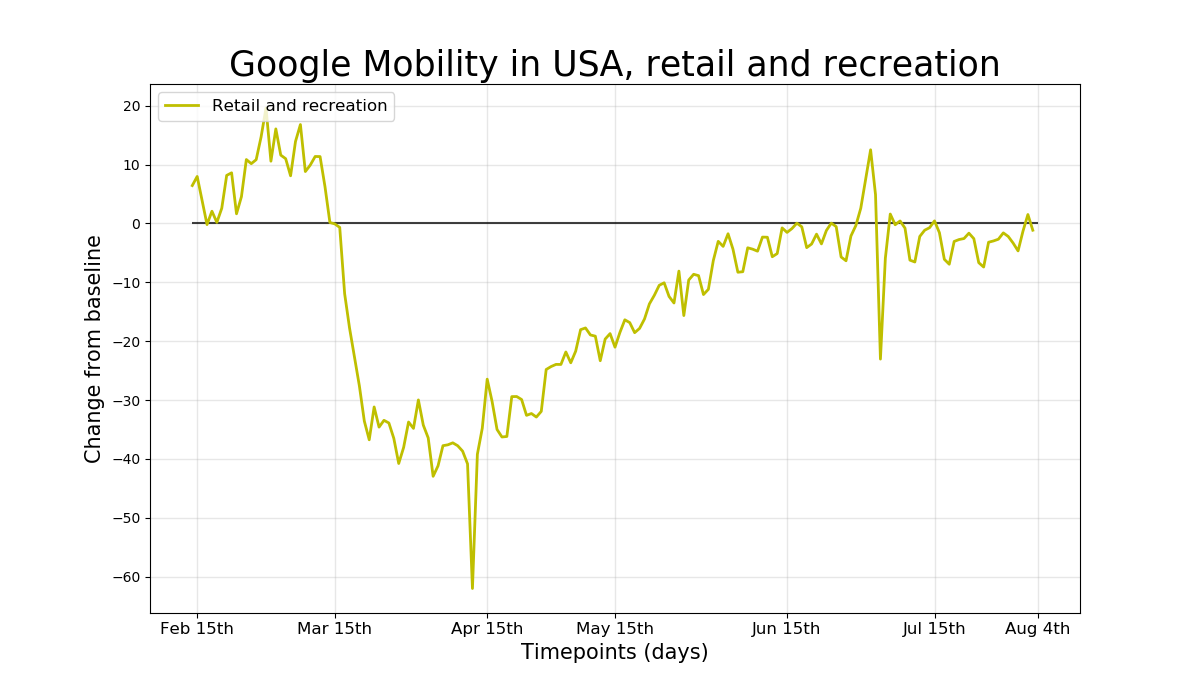 Google Mobility in USA, retail and recreation
Retail and recreation
Change from baseline
20
10
0
−10
−20
−30
−40
−50
−60
Feb 15th
Mar 15th
Apr 15th
May 15th
Jun 15th
Jul 15th
Aug 4th
Timepoints (days)